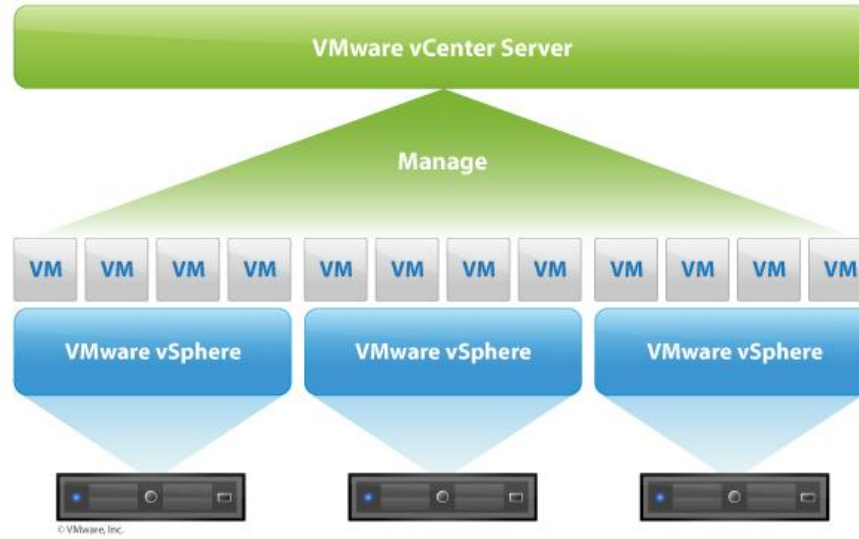 VMware vCenter Server
Manage
VM VM VM VM VM VM VM VM VM VM VM VM
VMware vSphere VMware vSphere VMware vSphere
© VMware, Inc.